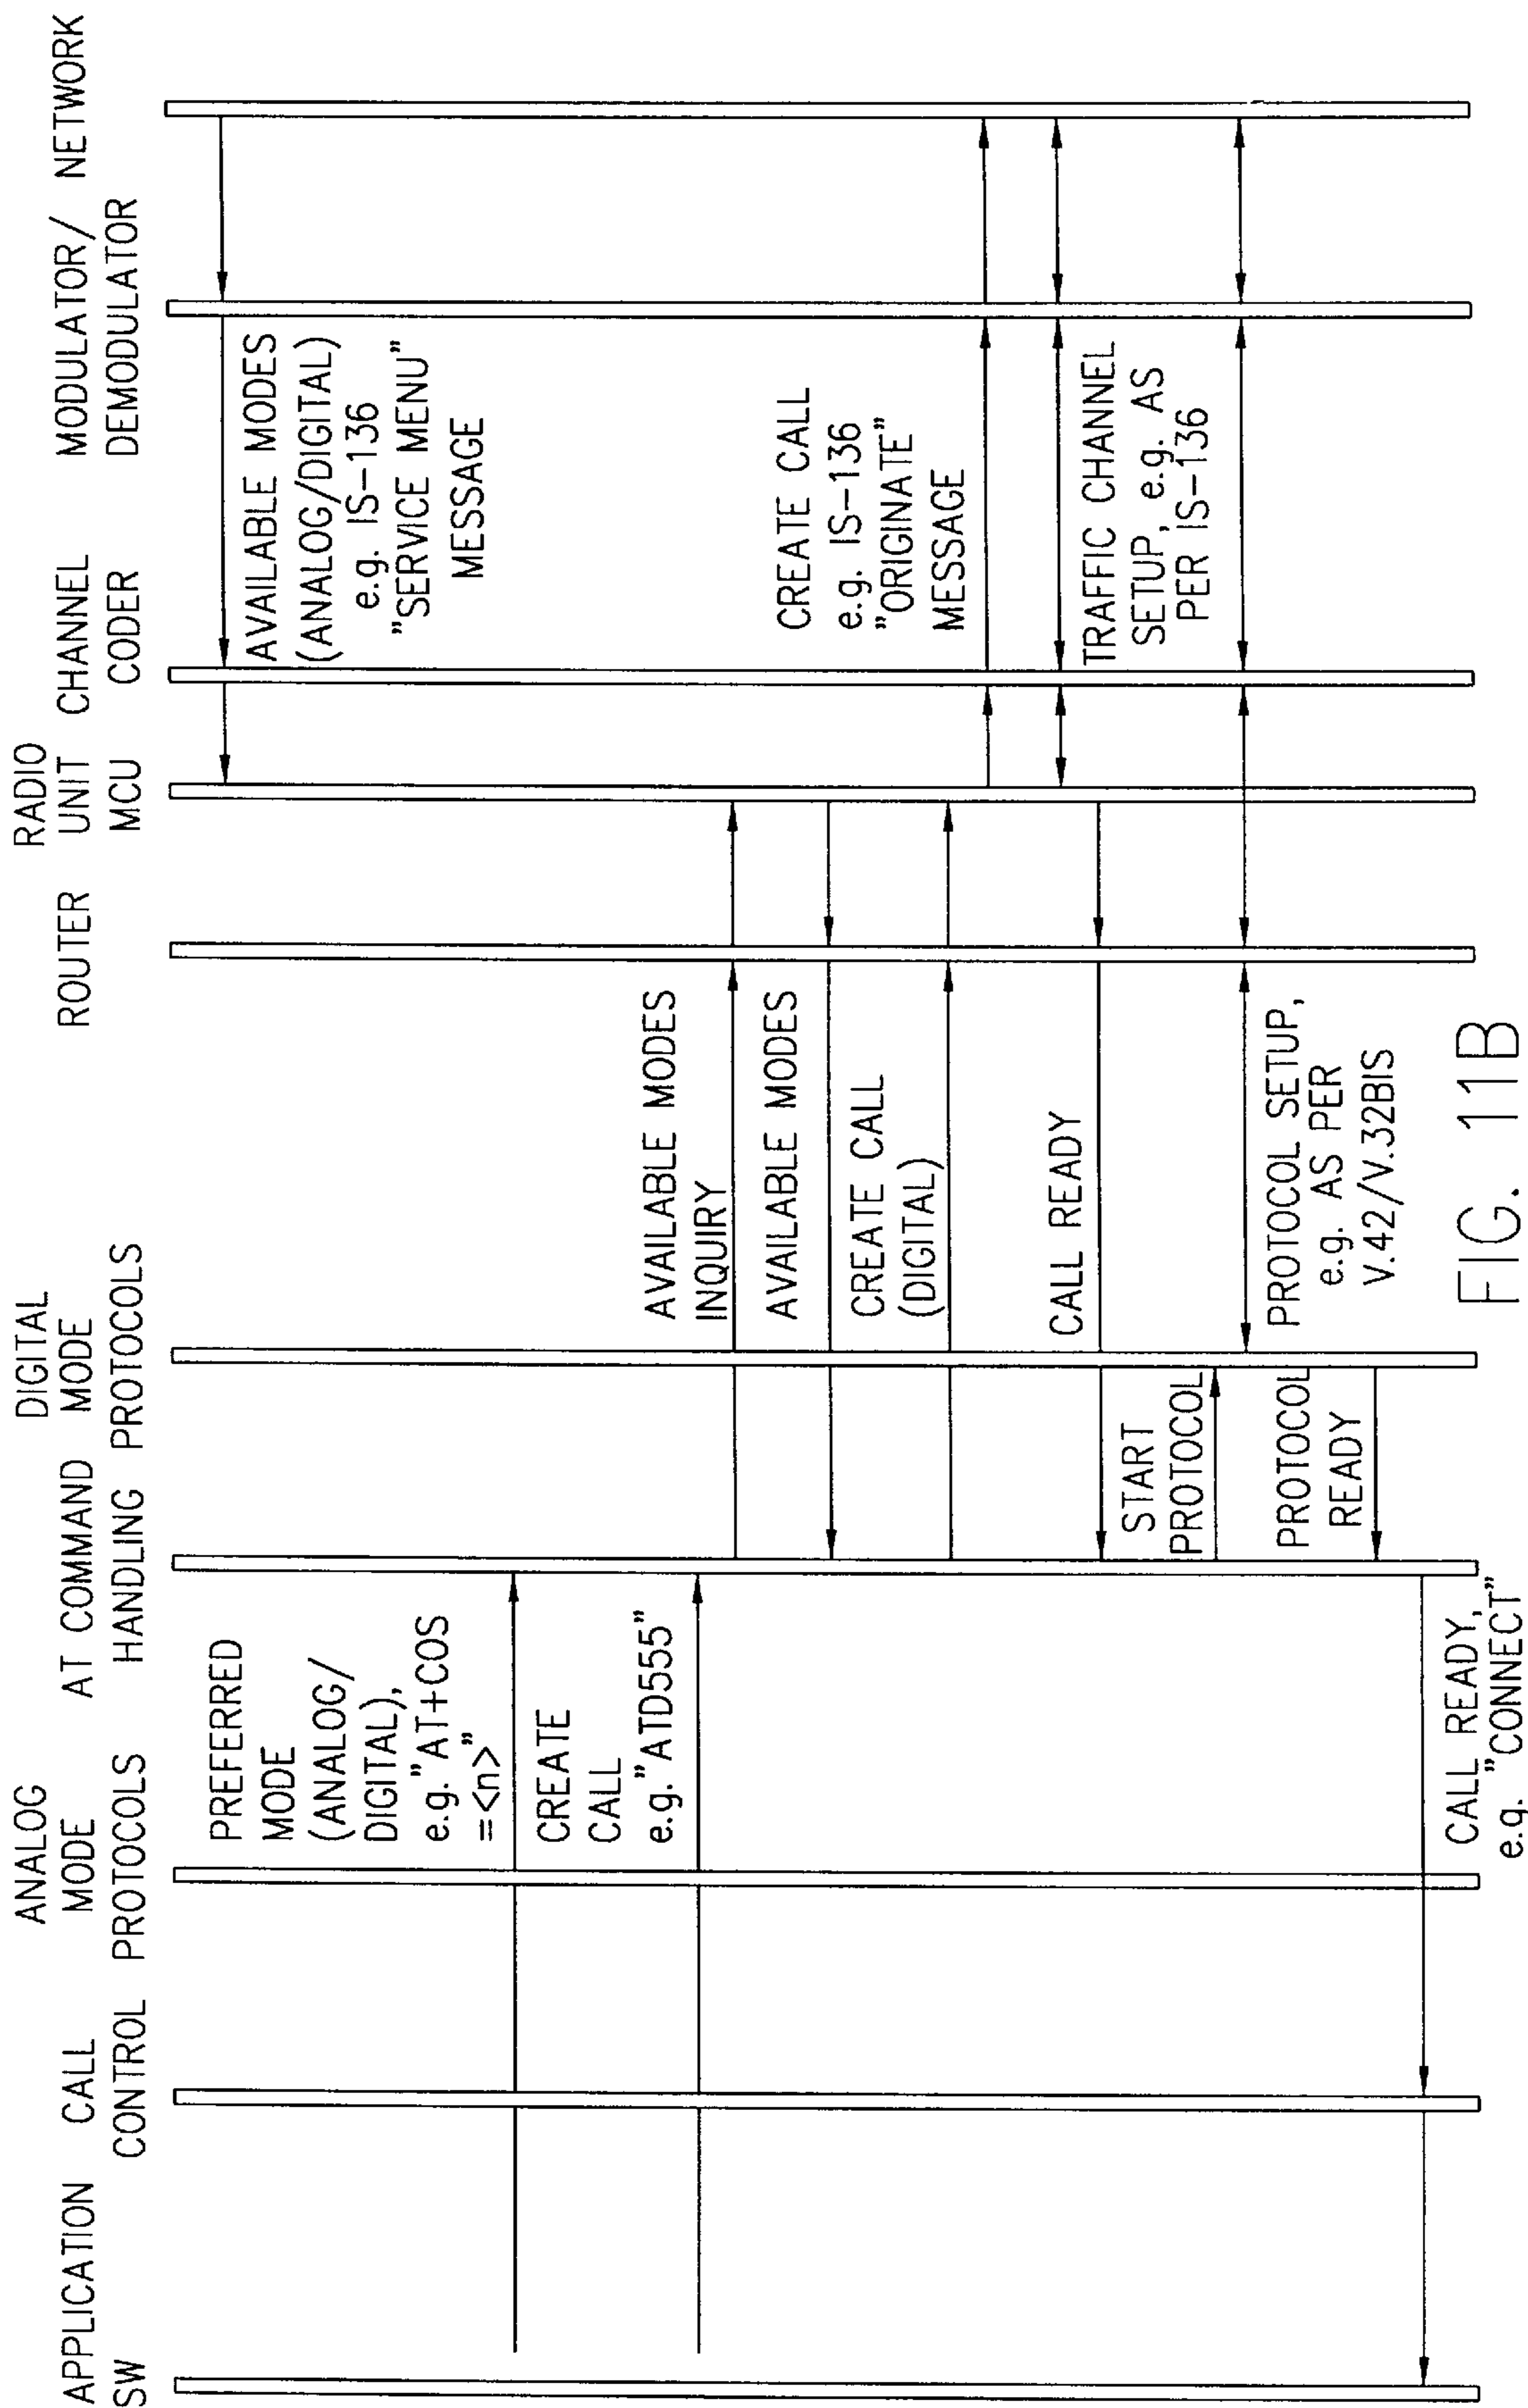 APPLICATION
SW
CALL
CONTROL
ANALOG
MODE
PROTOCOLS
AT COMMAND
HANDLING
DIGITAL
MODE
PROTOCOLS
ROUTER
RADIO
UNIT
MCU
CHANNEL
CODER
MODULATOR/
DEMODULATOR
NETWORK
AVAILABLE MODES
(ANALOG/DIGITAL)
e.g. IS-136
"SERVICE MENU"
MESSAGE
PREFERRED
MODE
(ANALOG/
DIGITAL),
e.g."AT+COS
=<n>"
CREATE
CALL
e.g."ATD555"
AVAILABLE MODES
INQUIRY
AVAILABLE MODES
CREATE CALL
(DIGITAL)
CREATE CALL
e.g. IS-136
"ORIGINATE"
MESSAGE
TRAFFIC CHANNEL
SETUP, e.g. AS
PER IS-136
CALL READY
START
PROTOCOL
PROTOCOL SETUP,
e.g. AS PER
V.42/V.32BIS
PROTOCOL
READY
CALL READY,
e.g. "CONNECT"
FIG. 11B